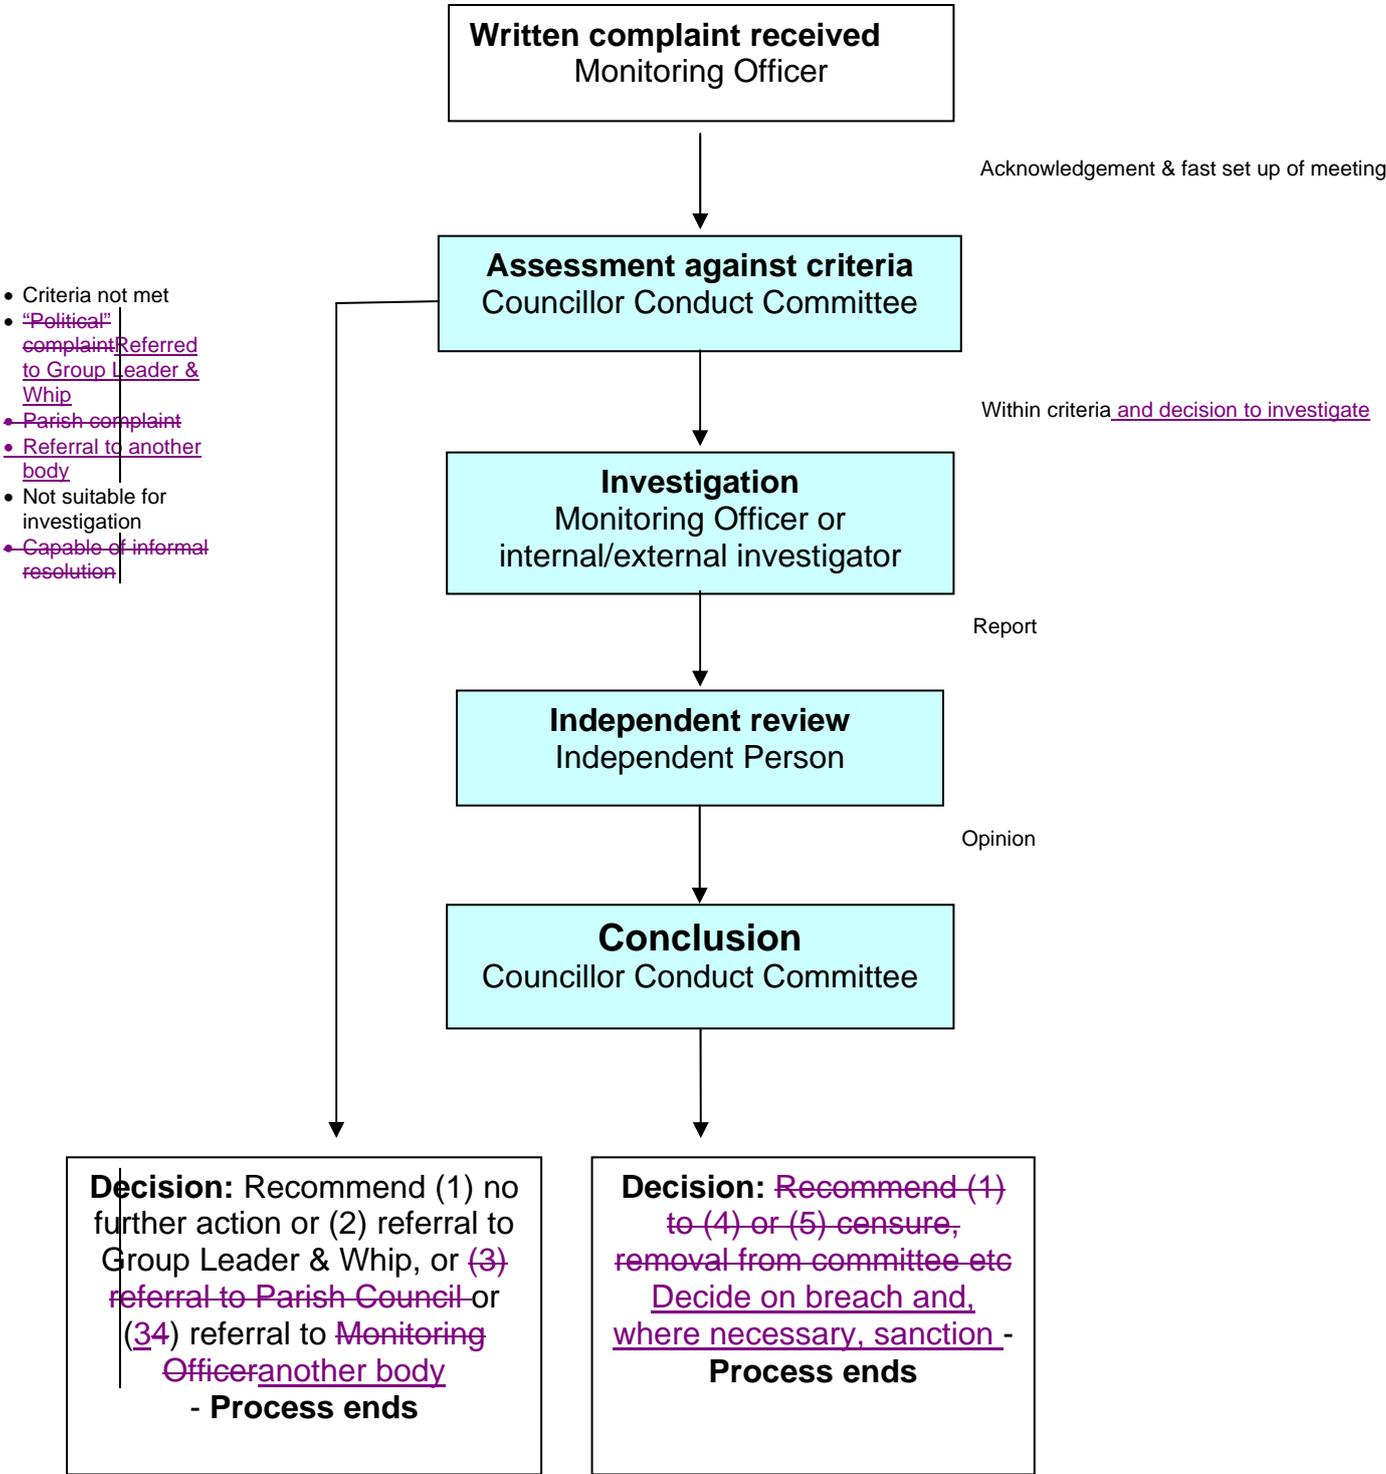 Written complaint received
Monitoring Officer
Acknowledgement & fast set up of meeting
Assessment against criteria
Councillor Conduct Committee
• Criteria not met
• “Political”
complaintReferred
to Group Leader &
Whip
• Parish complaint
• Referral to another
body
• Not suitable for
investigation
• Capable of informal
resolution
Within criteria and decision to investigate
Investigation
Monitoring Officer or
internal/external investigator
Report
Independent review
Independent Person
Opinion
Conclusion
Councillor Conduct Committee
Decision: Recommend (1) no
further action or (2) referral to
Group Leader & Whip, or (3)
referral to Parish Council or
(34) referral to Monitoring
Officeranother body
- Process ends
Decision: Recommend (1)
to (4) or (5) censure,
removal from committee etc
Decide on breach and,
where necessary, sanction -
Process ends